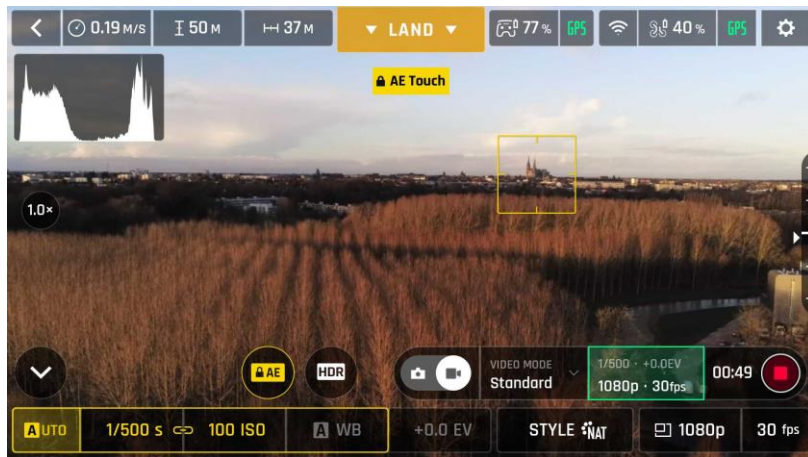 0.19 M/S 50 M 37 M LAND 77 % GPS 40 % GPS
AE Touch
1.0×
AE HDR VIDEO MODE Standard 1/500 · +0.0EV 1080p · 30fps 00:49
AUTO 1/500 s 100 ISO A WB +0.0 EV STYLE NAT 1080p 30 fps